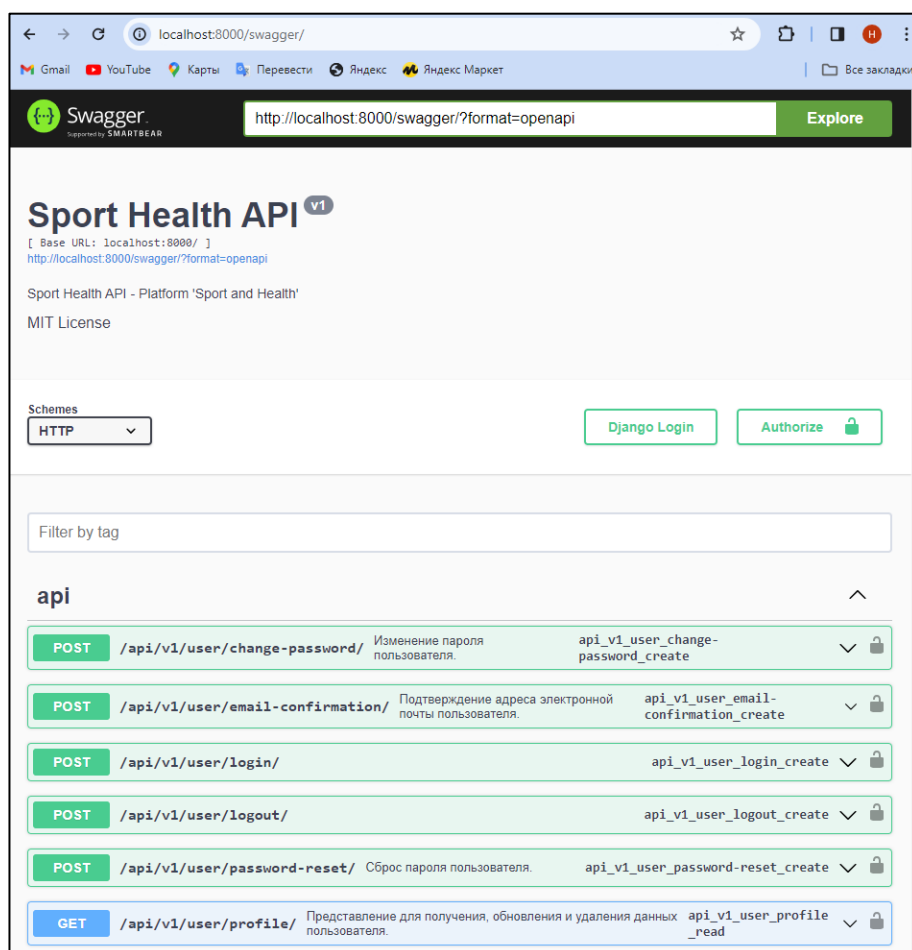 localhost:8000/swagger/
H
Gmail YouTube Карты Перевести Яндекс Яндекс Маркет Все закладки
{··} Swagger.
Supported by SMARTBEAR
http://localhost:8000/swagger/?format=openapi
Explore
Sport Health API v1
[ Base URL: localhost:8000/ ]
http://localhost:8000/swagger/?format=openapi
Sport Health API - Platform 'Sport and Health'
MIT License
Schemes
HTTP
Django Login
Authorize
Filter by tag
api
POST /api/v1/user/change-password/ Изменение пароля
пользователя.
api_v1_user_change-
password_create
POST /api/v1/user/email-confirmation/ Подтверждение адреса электронной
почты пользователя.
api_v1_user_email-
confirmation_create
POST /api/v1/user/login/ api_v1_user_login_create
POST /api/v1/user/logout/ api_v1_user_logout_create
POST /api/v1/user/password-reset/ Сброс пароля пользователя. api_v1_user_password-reset_create
GET /api/v1/user/profile/ Представление для получения, обновления и удаления данных
пользователя.
api_v1_user_profile
_read